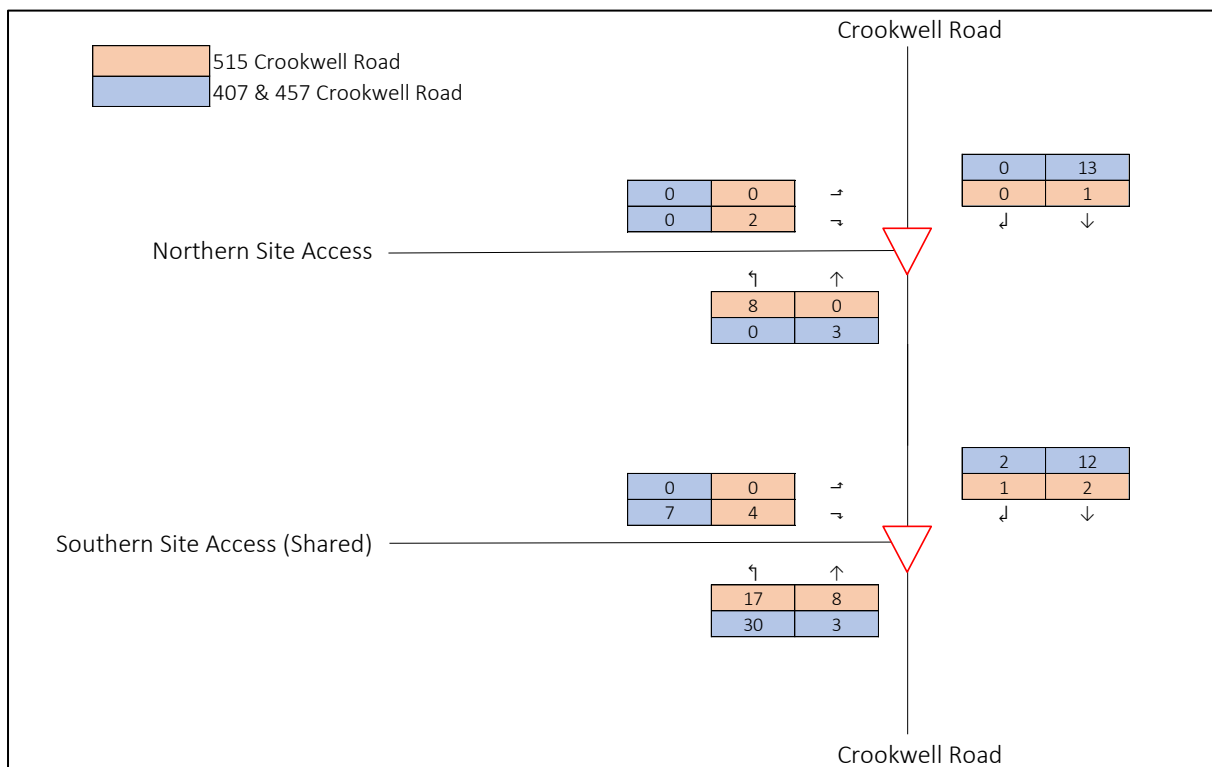 Crookwell Road
515 Crookwell Road
407 & 457 Crookwell Road
0 13
0 1
0 0
0 2
Northern Site Access
8 0
0 3
2 12
1 2
0 0
7 4
Southern Site Access (Shared)
17 8
30 3
Crookwell Road